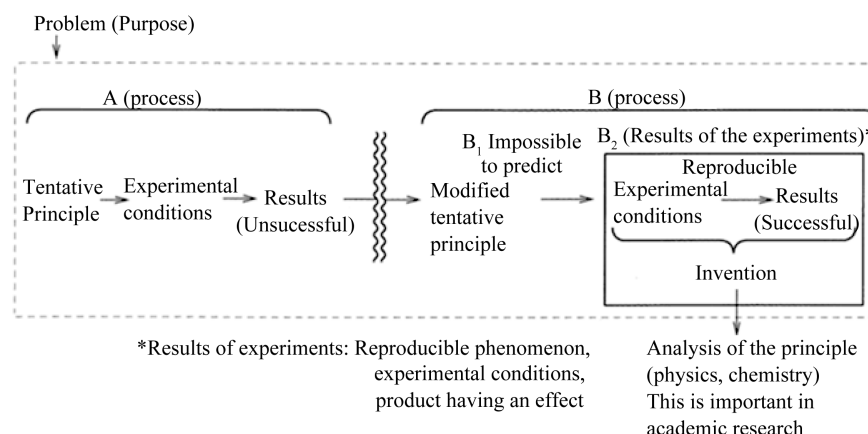 Problem (Purpose)
A (process)
B (process)
B1 Impossible
to predict
B2 (Results of the experiments)*
Reproducible
Tentative
Principle
Experimental
conditions
Results
(Unsucessful)
Modified
tentative
principle
Experimental
conditions
Results
(Successful)
Invention
*Results of experiments: Reproducible phenomenon,
experimental conditions,
product having an effect
Analysis of the principle
(physics, chemistry)
This is important in
academic research